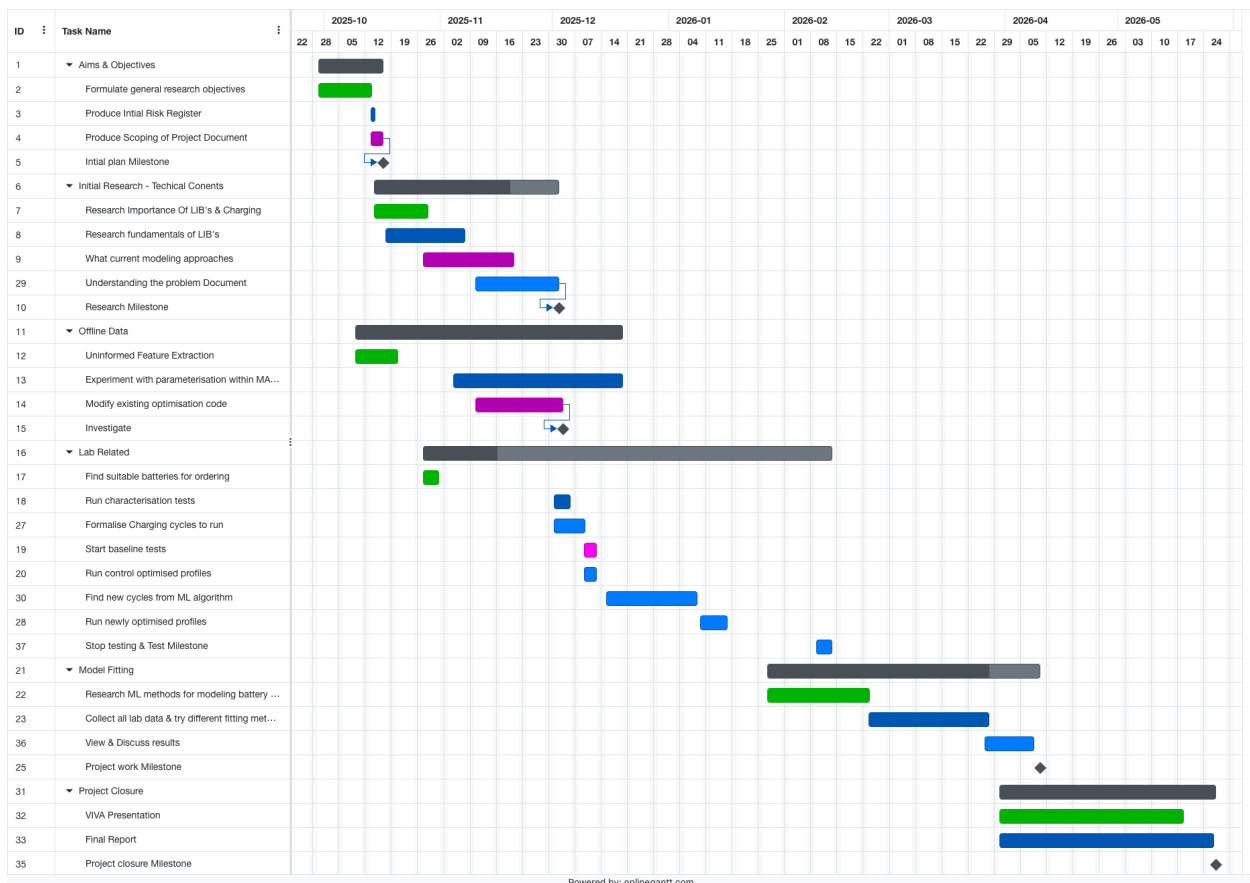 ID Task Name 2025-10 2025-11 2025-12 2026-01 2026-02 2026-03 2026-04 2026-05
22 28 05 12 19 26 02 09 16 23 30 07 14 21 28 04 11 18 25 01 08 15 22 01 08 15 22 29 05 12 19 26 03 10 17 24
1 Aims & Objectives
2 Formulate general research objectives
3 Produce Intial Risk Register
4 Produce Scoping of Project Document
5 Intial plan Milestone
6 Initial Research - Techical Conents
7 Research Importance Of LIB's & Charging
8 Research fundamentals of LIB's
9 What current modeling approaches
29 Understanding the problem Document
10 Research Milestone
11 Offline Data
12 Uninformed Feature Extraction
13 Experiment with parameterisation within MA...
14 Modify existing optimisation code
15 Investigate
16 Lab Related
17 Find suitable batteries for ordering
18 Run characterisation tests
27 Formalise Charging cycles to run
19 Start baseline tests
20 Run control optimised profiles
30 Find new cycles from ML algorithm
28 Run newly optimised profiles
37 Stop testing & Test Milestone
21 Model Fitting
22 Research ML methods for modeling battery ...
23 Collect all lab data & try different fitting met...
36 View & Discuss results
25 Project work Milestone
31 Project Closure
32 VIVA Presentation
33 Final Report
35 Project closure Milestone
Powered by: onlinegantt.com